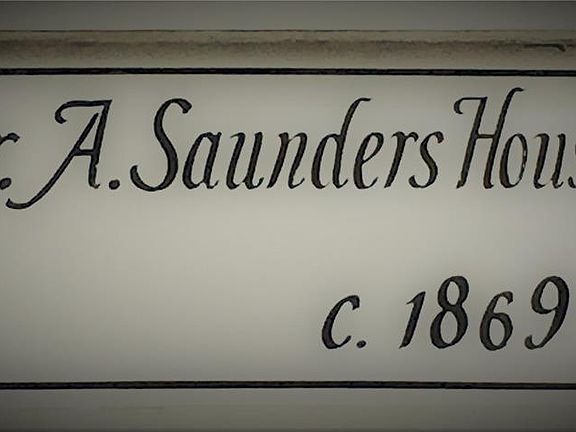 r. A. Saunders Hous
c. 1869